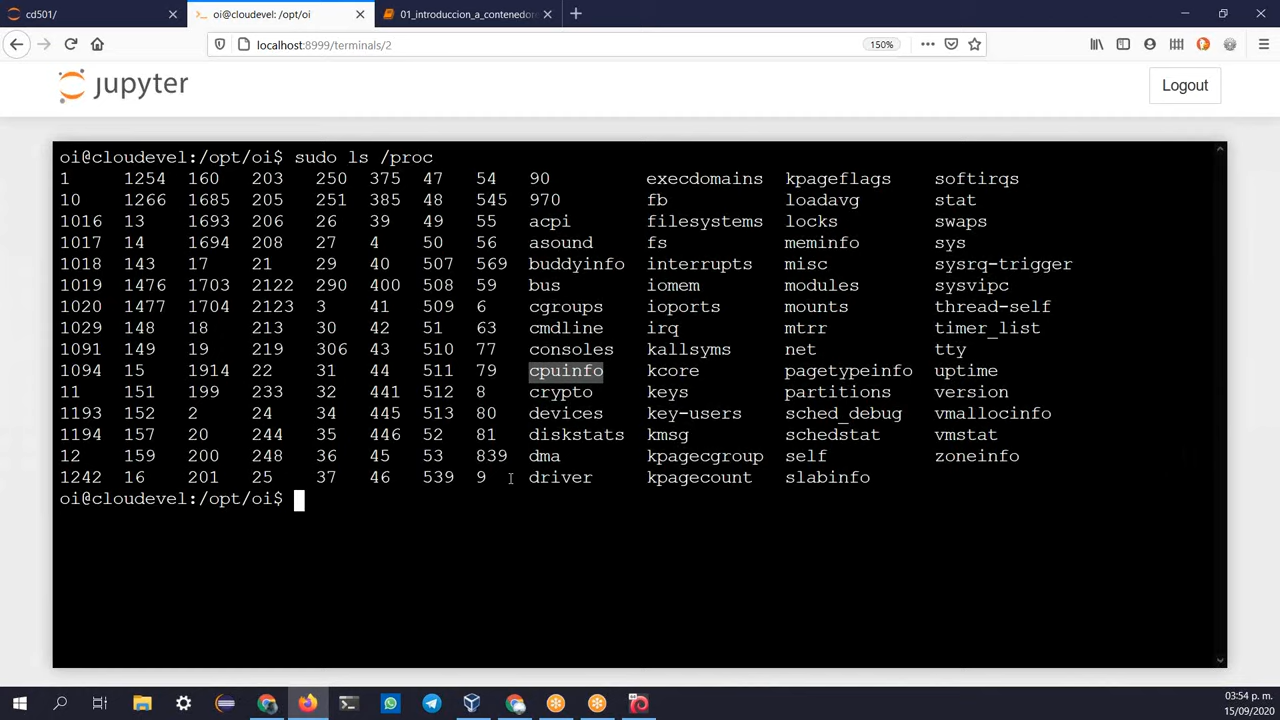 cd501/
oi@cloudevel: /opt/oi
01_introduccion_a_contenedor
localhost:8999/terminals/2
150%
jupyter
Logout
oi@cloudevel:/opt/oi$ sudo ls /proc
1 1254 160 203 250 375 47 54 90 execdomains kpageflags softirqs
10 1266 1685 205 251 385 48 545 970 fb loadavg stat
1016 13 1693 206 26 39 49 55 acpi filesystems locks swaps
1017 14 1694 208 27 4 50 56 asound fs meminfo sys
1018 143 17 21 29 40 507 569 buddyinfo interrupts misc sysrq-trigger
1019 1476 1703 2122 290 400 508 59 bus iomem modules sysvipc
1020 1477 1704 2123 3 41 509 6 cgroups ioports mounts thread-self
1029 148 18 213 30 42 51 63 cmdline irq mtrr timer_list
1091 149 19 219 306 43 510 77 consoles kallsyms net tty
1094 15 1914 22 31 44 511 79 cpuinfo kcore pagetypeinfo uptime
11 151 199 233 32 441 512 8 crypto keys partitions version
1193 152 2 24 34 445 513 80 devices key-users sched_debug vmallocinfo
1194 157 20 244 35 446 52 81 diskstats kmsg schedstat vmstat
12 159 200 248 36 45 53 839 dma kpagecgroup self zoneinfo
1242 16 201 25 37 46 539 9 driver kpagecount slabinfo
oi@cloudevel:/opt/oi$
03:54 p. m.
15/09/2020